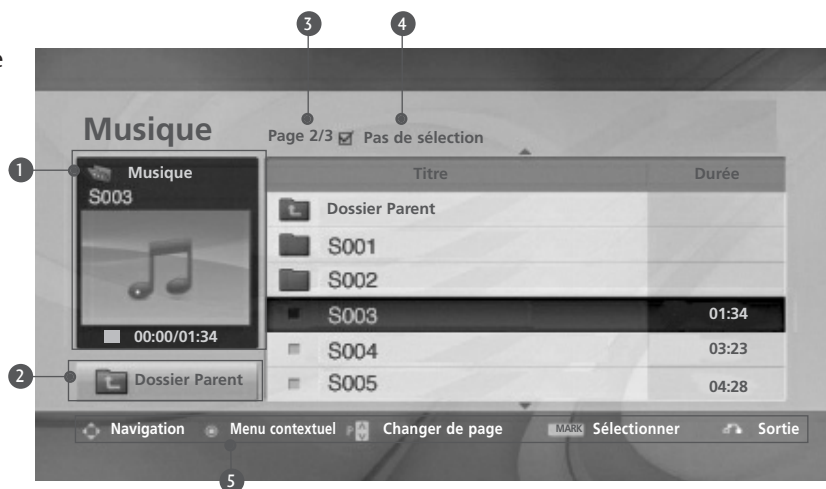 3 4
e
Musique
Page 2/3 Pas de sélection
1
Musique
S003
00:00/01:34
2
Dossier Parent
Titre Durée
Dossier Parent
S001
S002
S003 01:34
S004 03:23
S005 04:28
Navigation Menu contextuel P Changer de page MARK Sélectionner Sortie
5